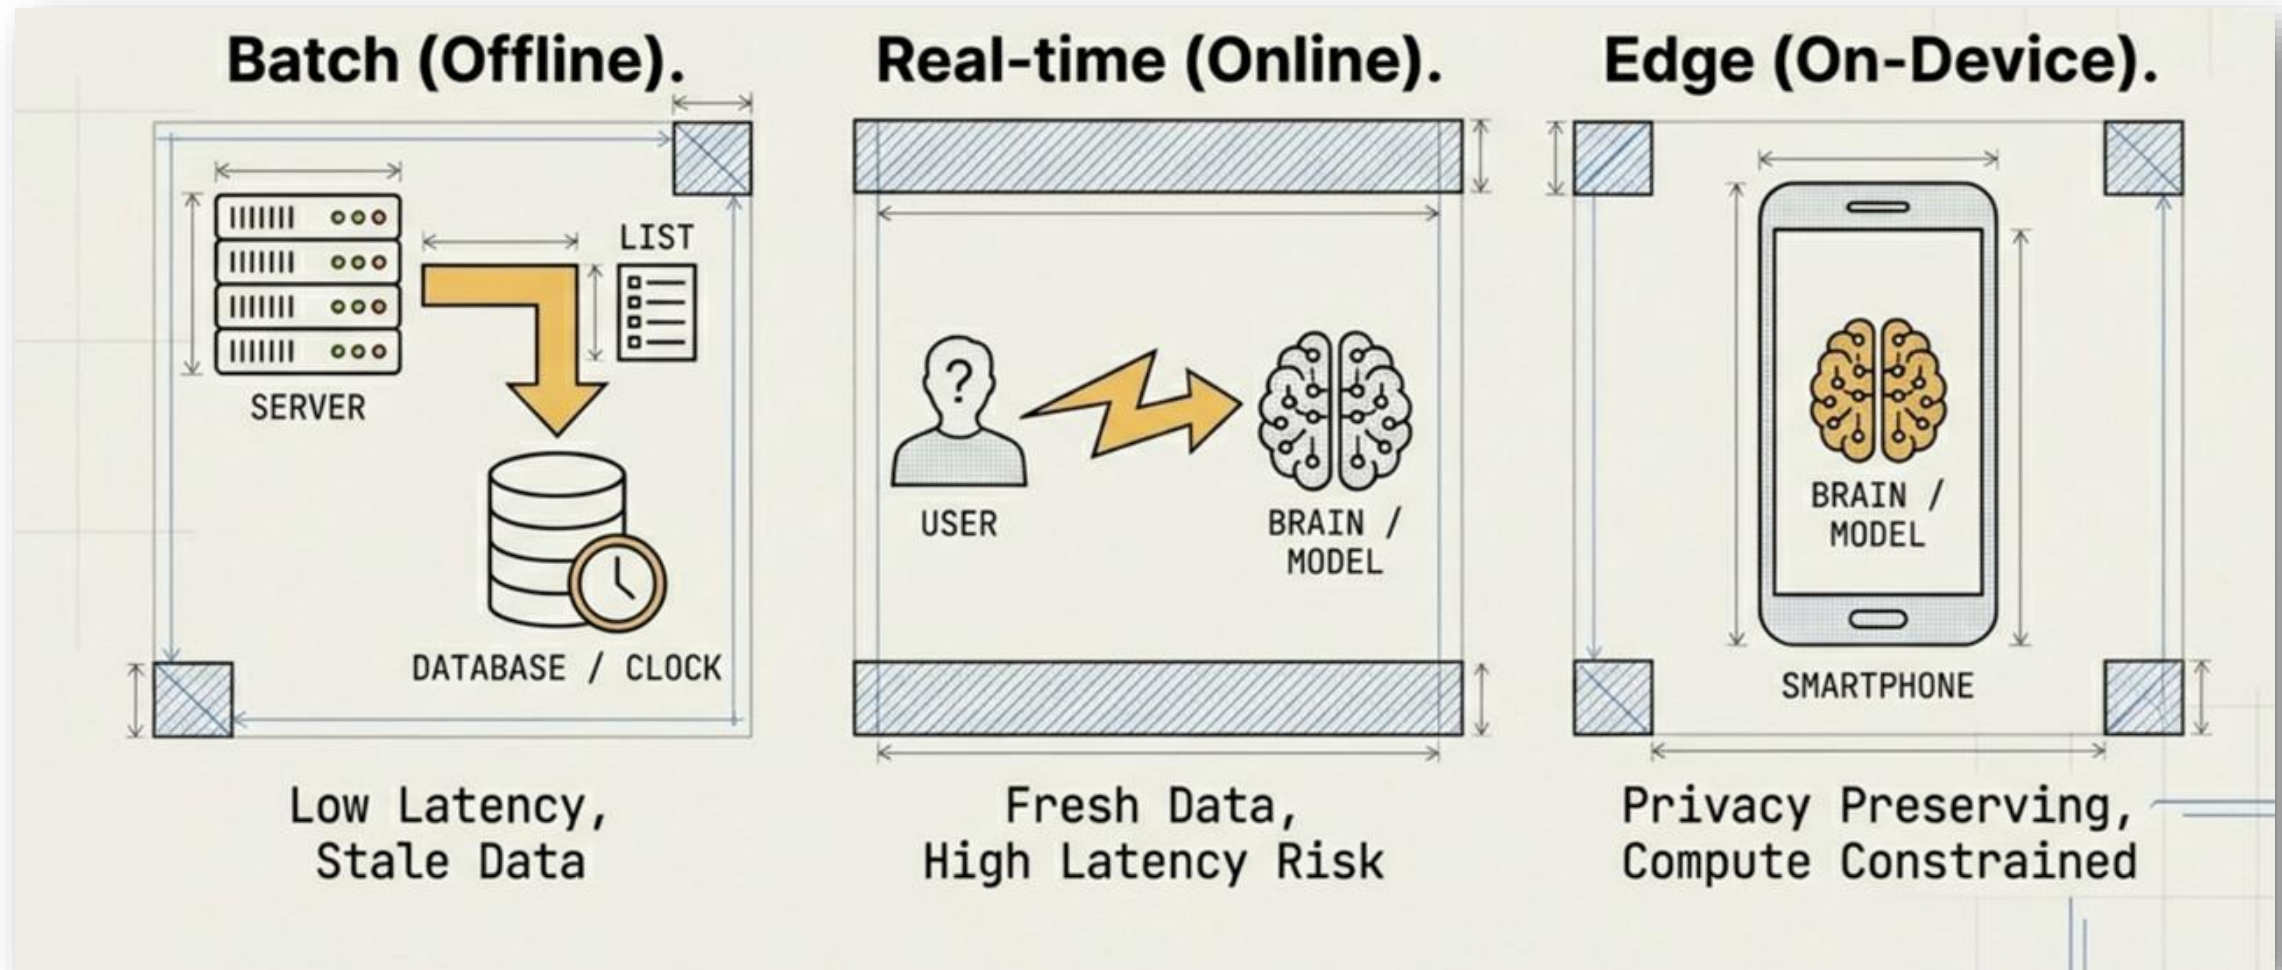 Batch (Offline).
LIST
SERVER
DATABASE / CLOCK
Low Latency,
Stale Data
Real-time (Online).
?
USER
BRAIN /
MODEL
Fresh Data,
High Latency Risk
Edge (On-Device).
BRAIN /
MODEL
SMARTPHONE
Privacy Preserving,
Compute Constrained